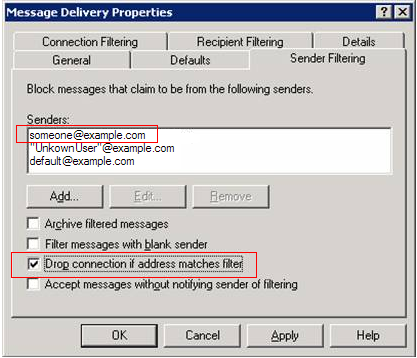 Message Delivery Properties
Connection Filtering
Recipient Filtering
Details
General
Defaults
Sender Filtering
Block messages that claim to be from the following senders.
Senders:
someone@example.com
"UnkownUser"@example.com
default@example.com
Add...
Edit...
Remove
Archive filtered messages
Filter messages with blank sender
Drop connection if address matches filter
Accept messages without notifying sender of filtering
OK
Cancel
Apply
Help